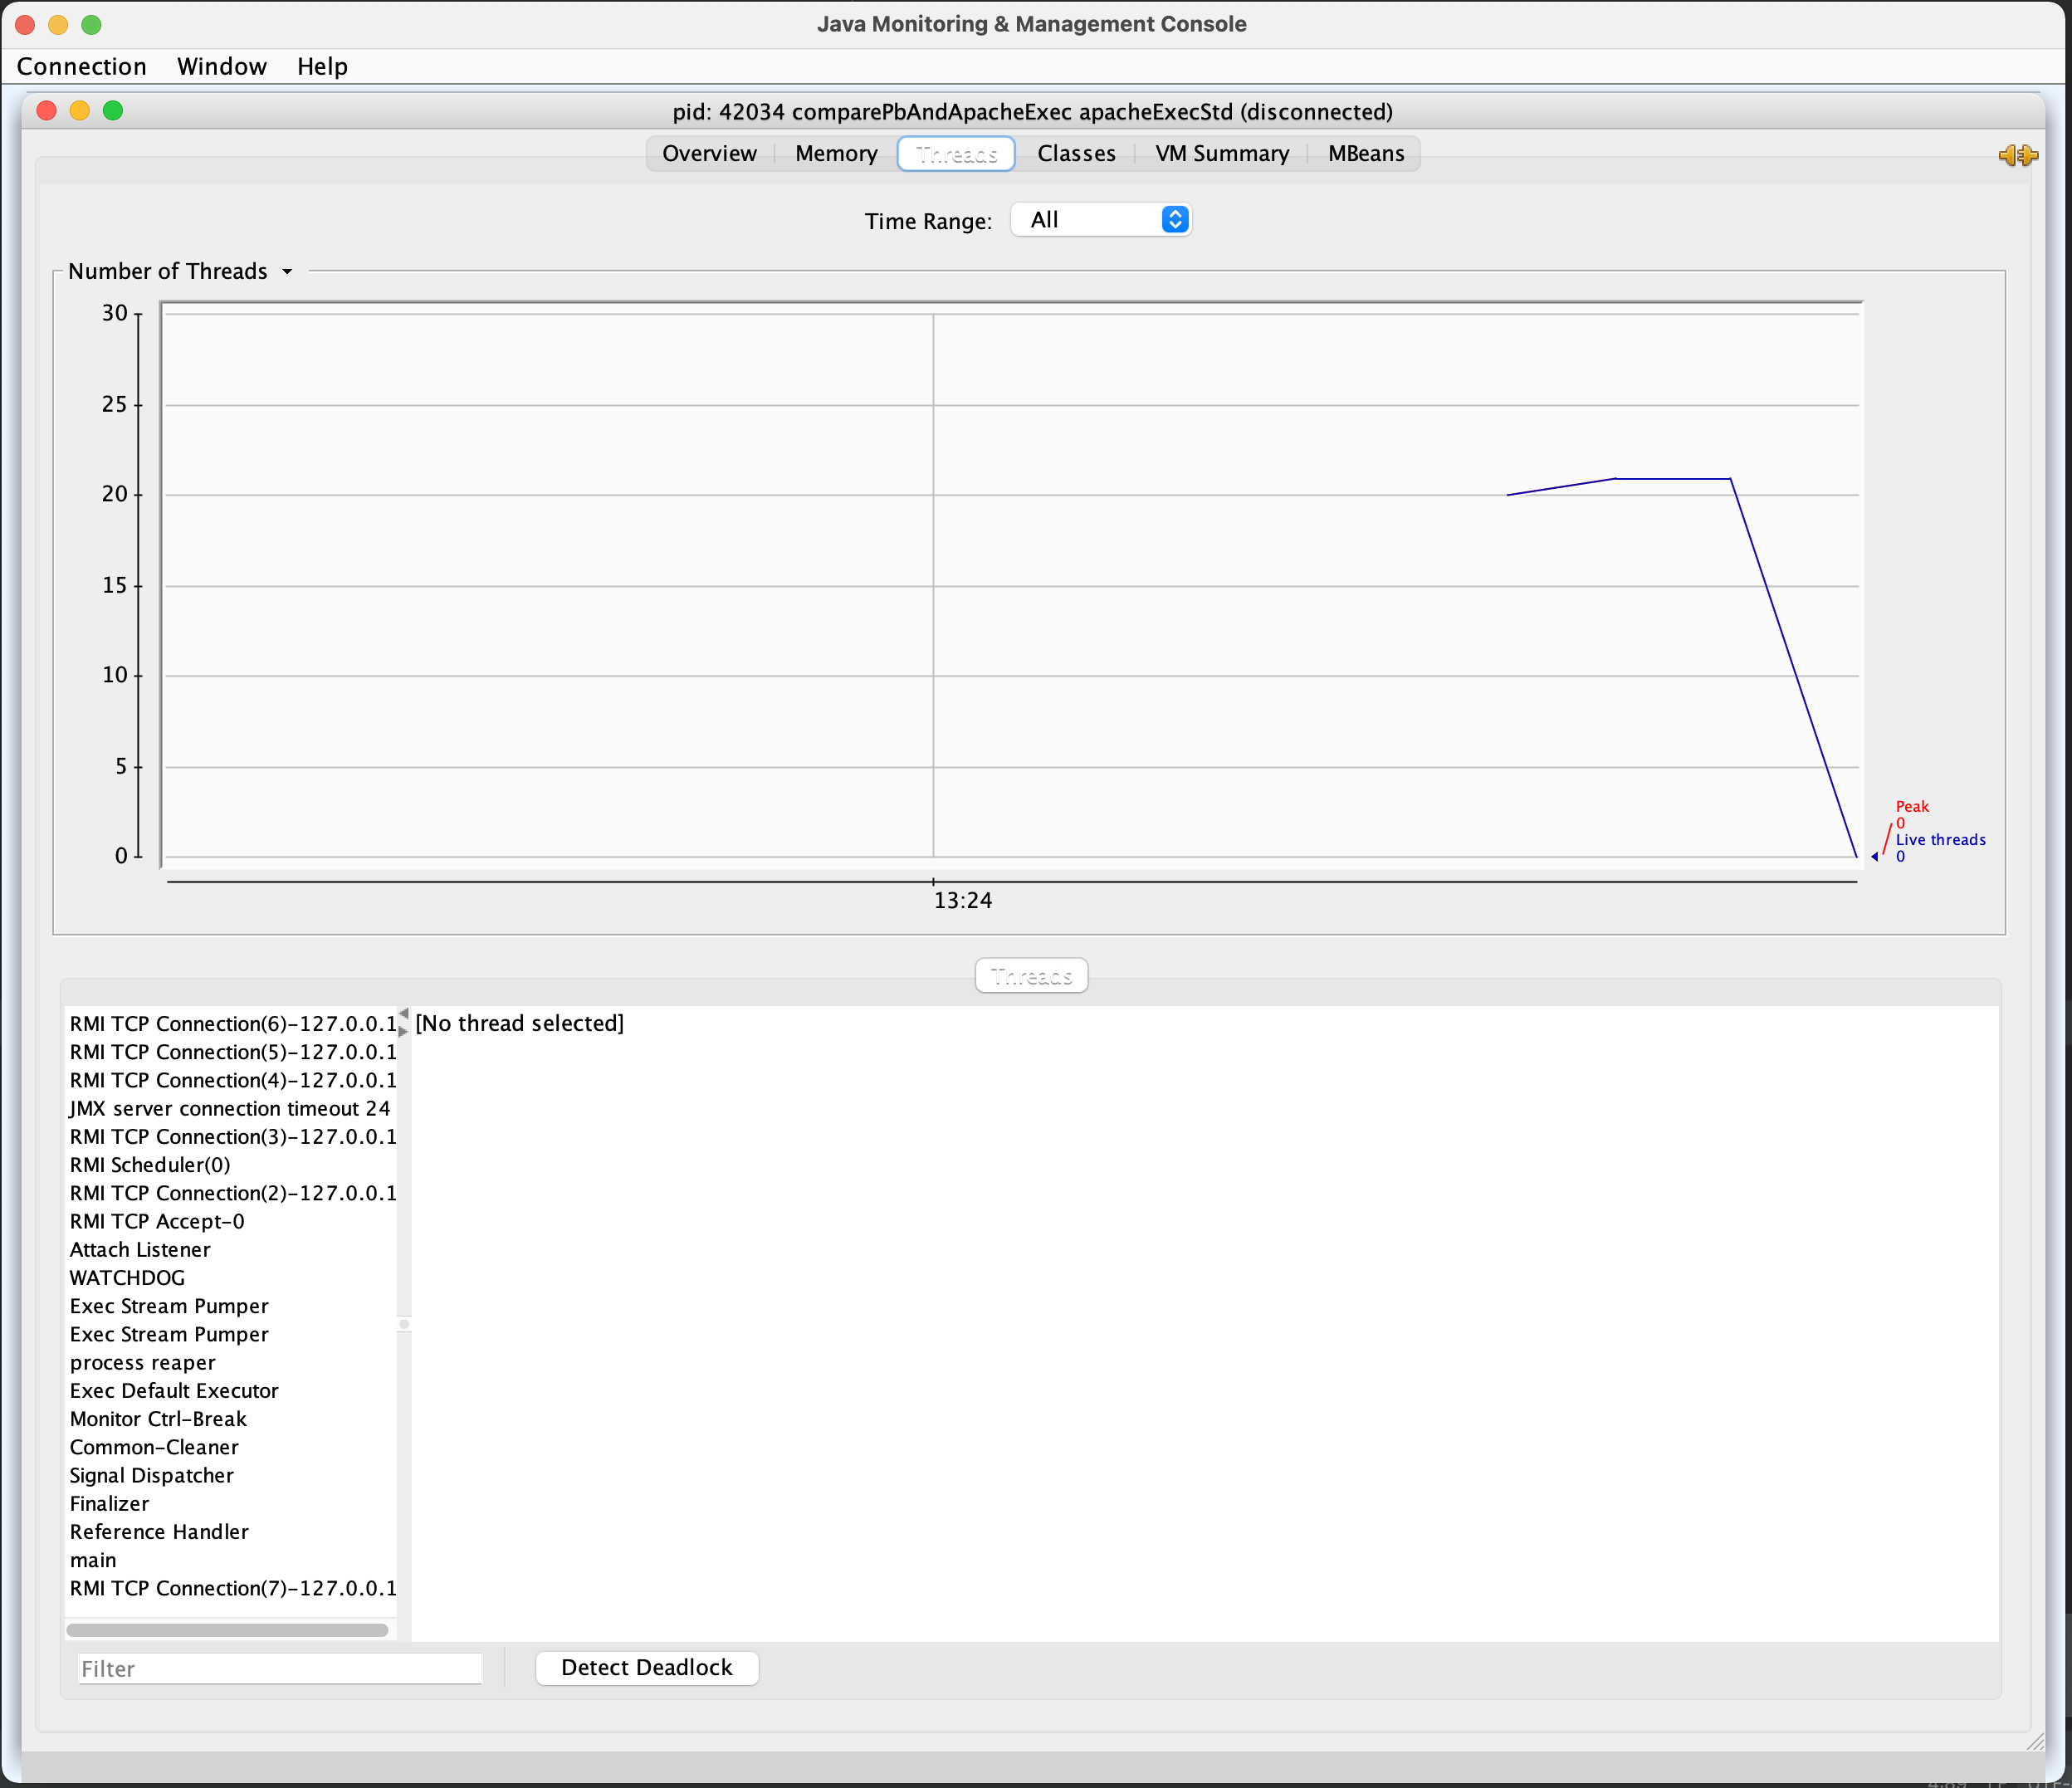 Java Monitoring & Management Console
Connection Window Help
pid: 42034 comparePbAndApacheExec apacheExecStd (disconnected)
Overview Memory Threads Classes VM Summary MBeans
Time Range: All
Number of Threads
30
25
20
15
10
5
0
Peak
0
Live threads
0
13:24
Threads
RMI TCP Connection(6)-127.0.0.1
RMI TCP Connection(5)-127.0.0.1
RMI TCP Connection(4)-127.0.0.1
JMX server connection timeout 24
RMI TCP Connection(3)-127.0.0.1
RMI Scheduler(0)
RMI TCP Connection(2)-127.0.0.1
RMI TCP Accept-0
Attach Listener
WATCHDOG
Exec Stream Pumper
Exec Stream Pumper
process reaper
Exec Default Executor
Monitor Ctrl-Break
Common-Cleaner
Signal Dispatcher
Finalizer
Reference Handler
main
RMI TCP Connection(7)-127.0.0.1
[No thread selected]
Filter
Detect Deadlock